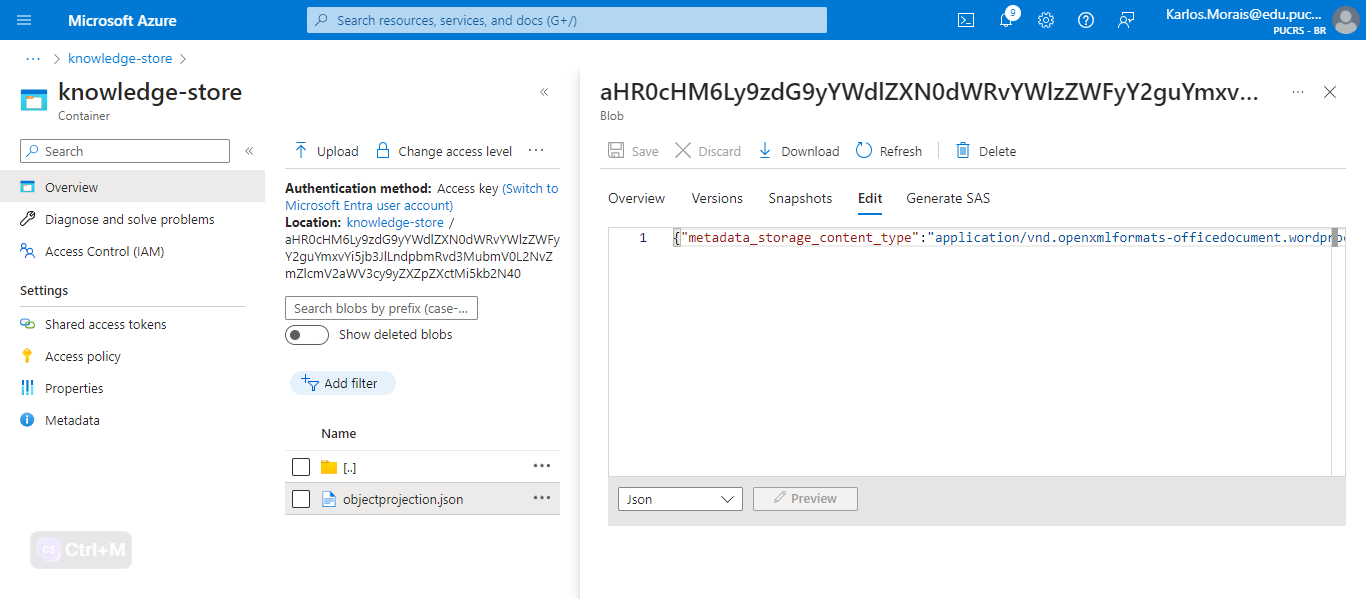 Microsoft Azure
Search resources, services, and docs (G+/)
9
Karlos.Morais@edu.puc...
PUCRS - BR
... > knowledge-store >
knowledge-store
Container
Search
Overview
Diagnose and solve problems
Access Control (IAM)
Settings
Shared access tokens
Access policy
Properties
Metadata
Upload
Change access level
...
Authentication method: Access key (Switch to
Microsoft Entra user account)
Location: knowledge-store /
aHR0cHM6Ly9zdG9yYWdlZXN0dWRvYWlzZWFy
Y2guYmxvYi5jb3JlLndpbmRvd3MubmV0L2NvZ
mZlcmV2aWV3cy9yZXZpZXctMi5kb2N40
Search blobs by prefix (case-...
Show deleted blobs
Add filter
Name
[..]
objectprojection.json
Ctrl+M
aHR0cHM6Ly9zdG9yYWdlZXN0dWRvYWlzZWFyY2guYmxv...
Blob
Save
Discard
Download
Refresh
Delete
Overview
Versions
Snapshots
Edit
Generate SAS
1 {"metadata_storage_content_type":"application/vnd.openxmlformats-officedocument.wordproc
Json
Preview